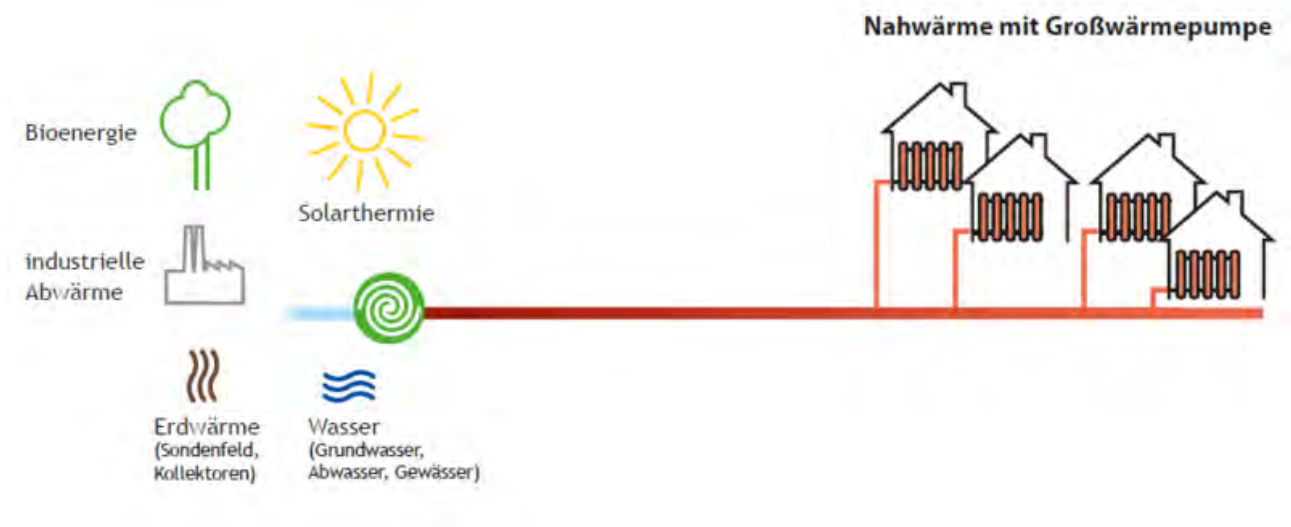 Nahwärme mit Großwärmepumpe
Bioenergie
Solarthermie
industrielle
Abwärme
Erdwärme
(Sondenfeld,
Kollektoren)
Wasser
(Grundwasser,
Abwasser, Gewässer)